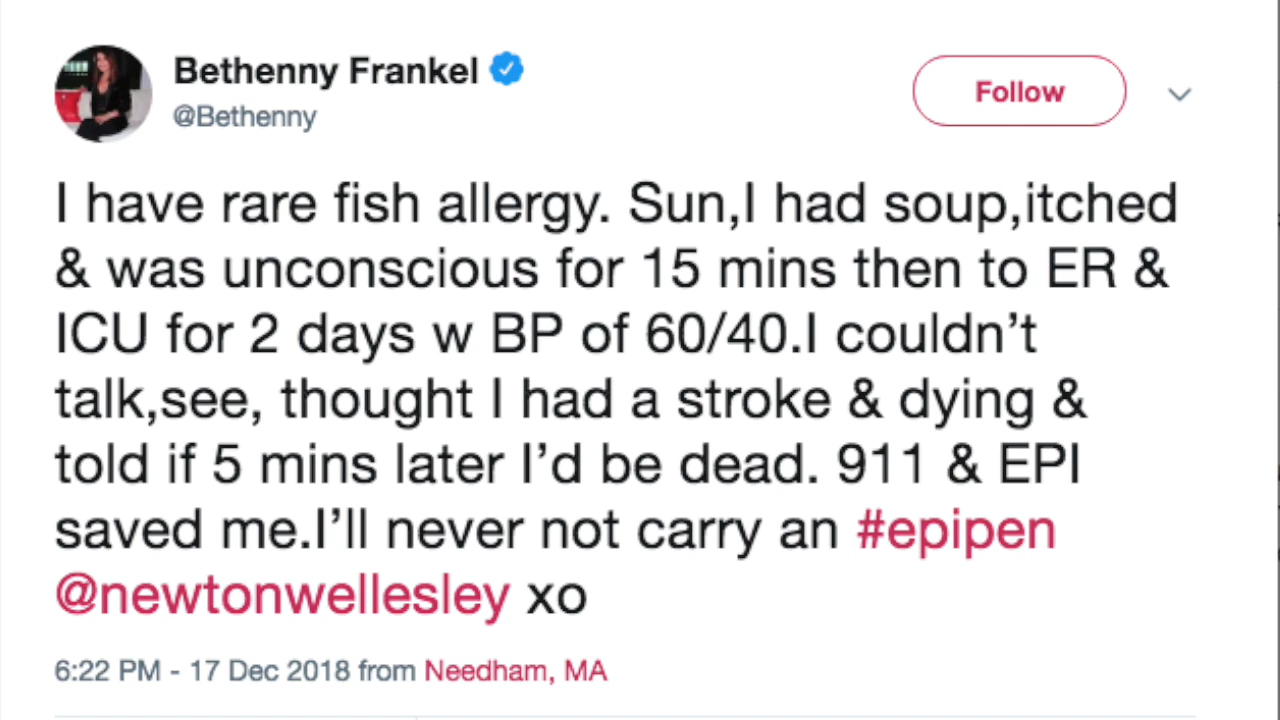 Bethenny Frankel
@Bethenny
Follow
I have rare fish allergy. Sun,I had soup,itched
& was unconscious for 15 mins then to ER &
ICU for 2 days w BP of 60/40.I couldn’t
talk,see, thought I had a stroke & dying &
told if 5 mins later I’d be dead. 911 & EPI
saved me.I’ll never not carry an #epipen
@newtonwellesley xo
6:22 PM - 17 Dec 2018 from Needham, MA